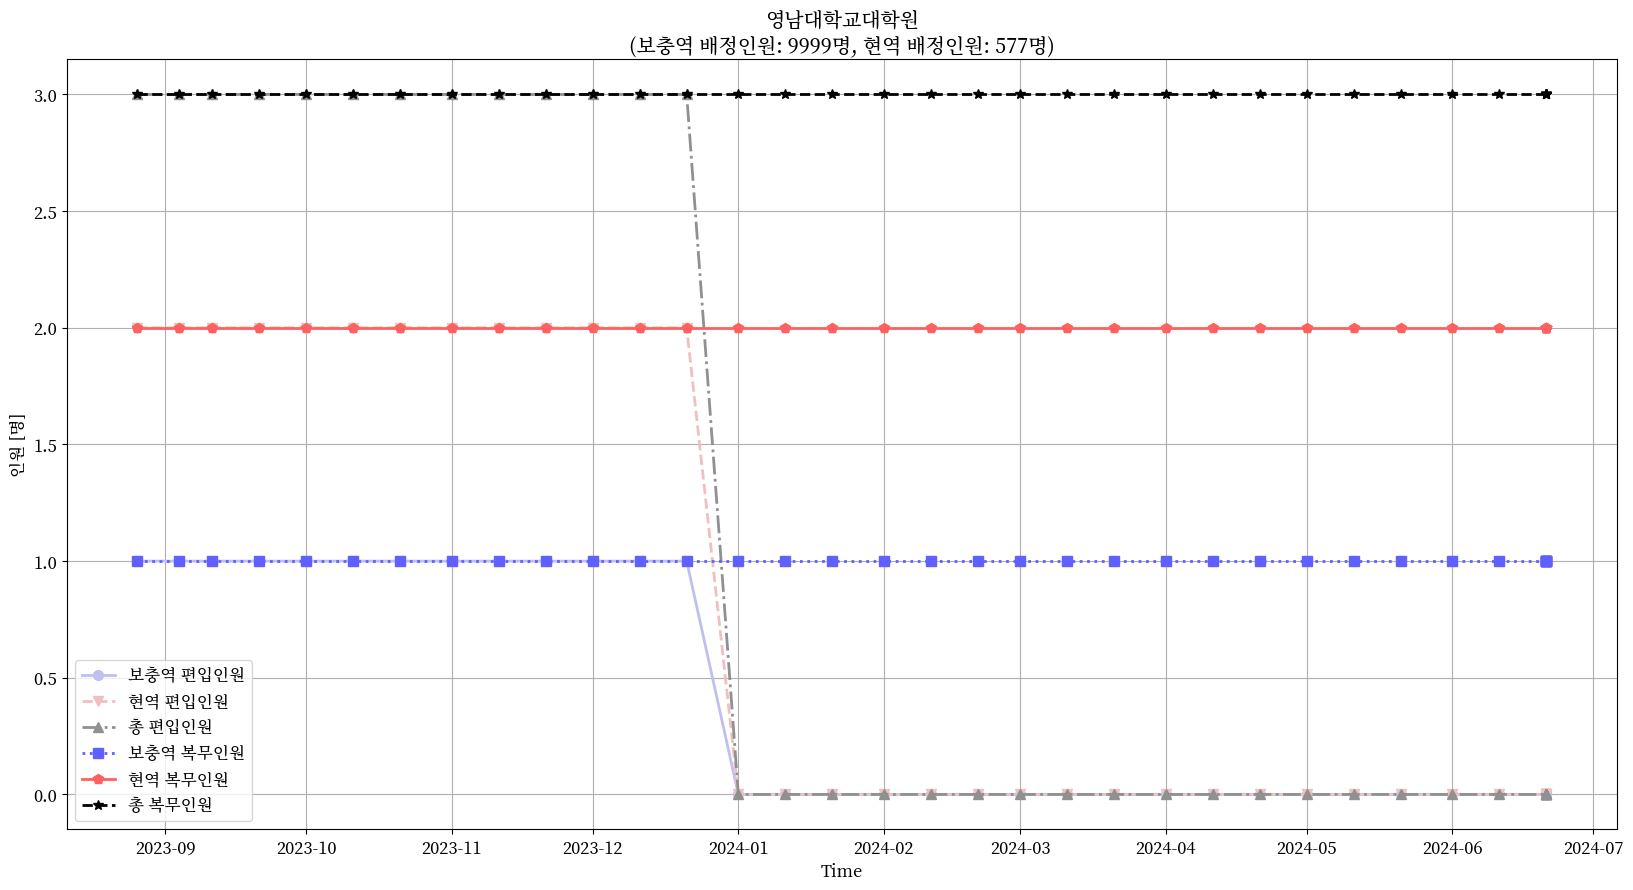 영남대학교대학원
(보충역 배정인원: 9999명, 현역 배정인원: 577명)
인원 [명]
3.0
2.5
2.0
1.5
1.0
0.5
0.0
보충역 편입인원
현역 편입인원
총 편입인원
보충역 복무인원
현역 복무인원
총 복무인원
2023-09 2023-10 2023-11 2023-12 2024-01 2024-02 2024-03 2024-04 2024-05 2024-06 2024-07
Time